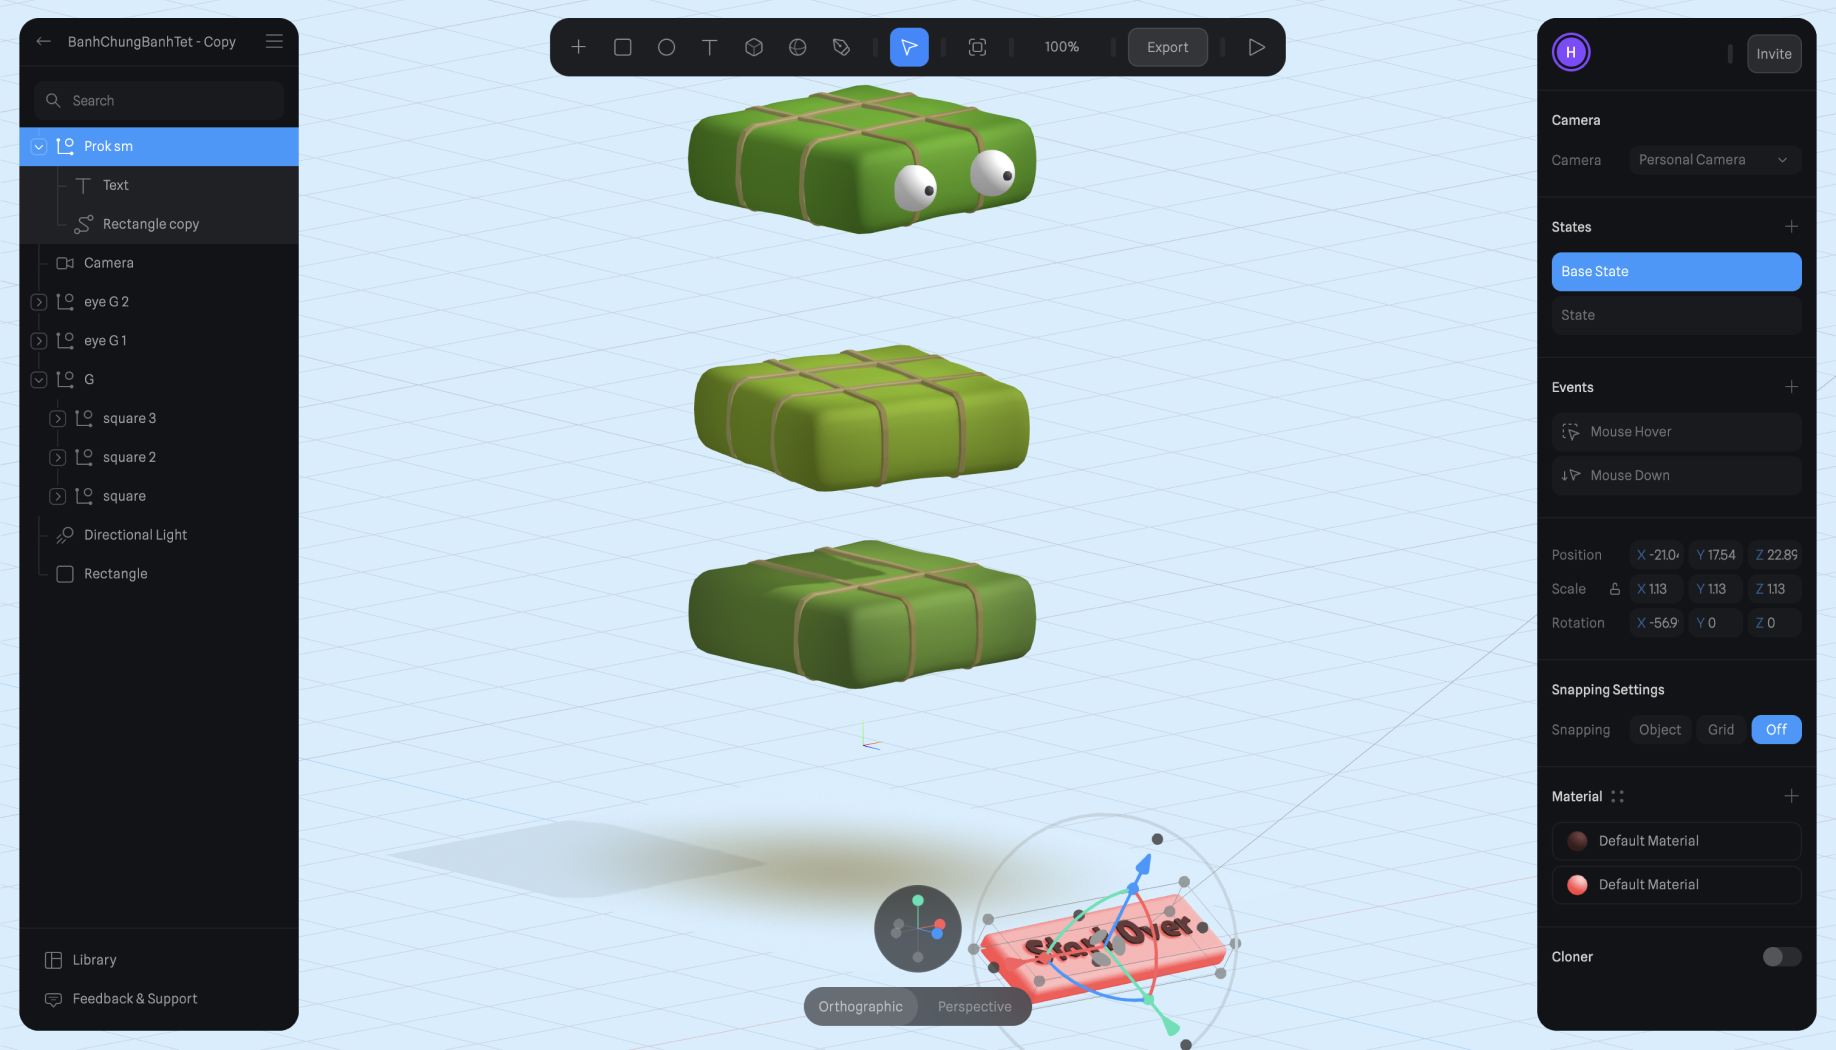 BanhChungBanhTet - Copy
Search
Prok sm
Text
Rectangle copy
Camera
eye G 2
eye G 1
G
square 3
square 2
square
Directional Light
Rectangle
Library
Feedback & Support
100%
Export
Start Over
Orthographic
Perspective
H
Invite
Camera
Camera
Personal Camera
States
Base State
State
Events
Mouse Hover
Mouse Down
Position X -21.04 Y 17.54 Z 22.89
Scale X 1.13 Y 1.13 Z 1.13
Rotation X -56.9 Y 0 Z 0
Snapping Settings
Snapping Object Grid Off
Material
Default Material
Default Material
Cloner